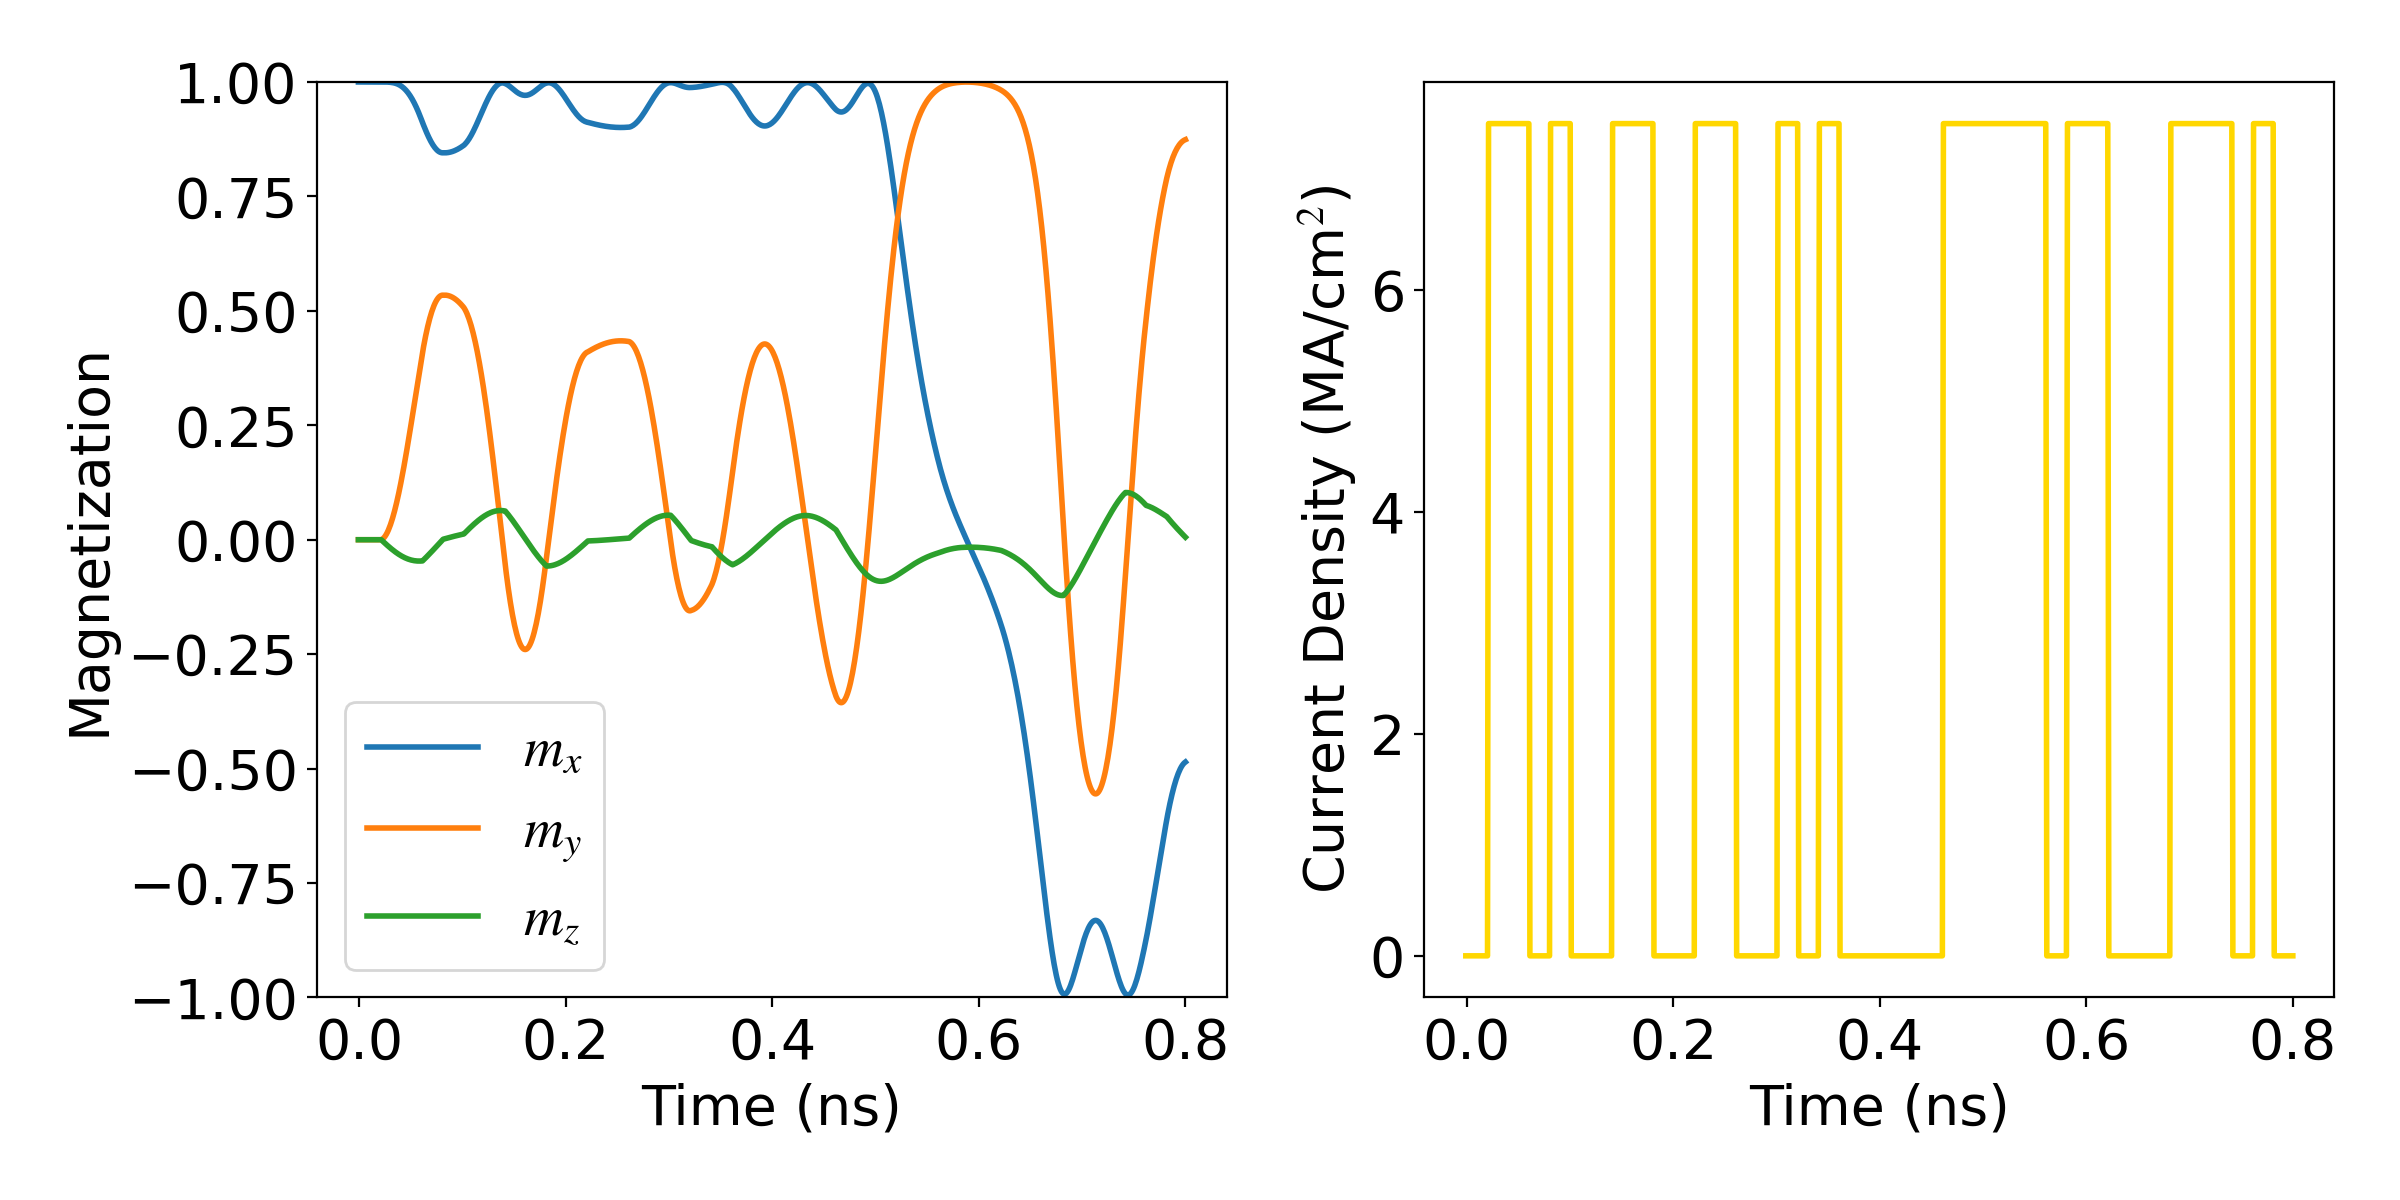 1.00
0.75
0.50
0.25
0.00
−0.25
−0.50
−0.75
−1.00
Magnetization
m_x
m_y
m_z
0.0 0.2 0.4 0.6 0.8
Time (ns)
6
4
2
0
Current Density (MA/cm²)
0.0 0.2 0.4 0.6 0.8
Time (ns)